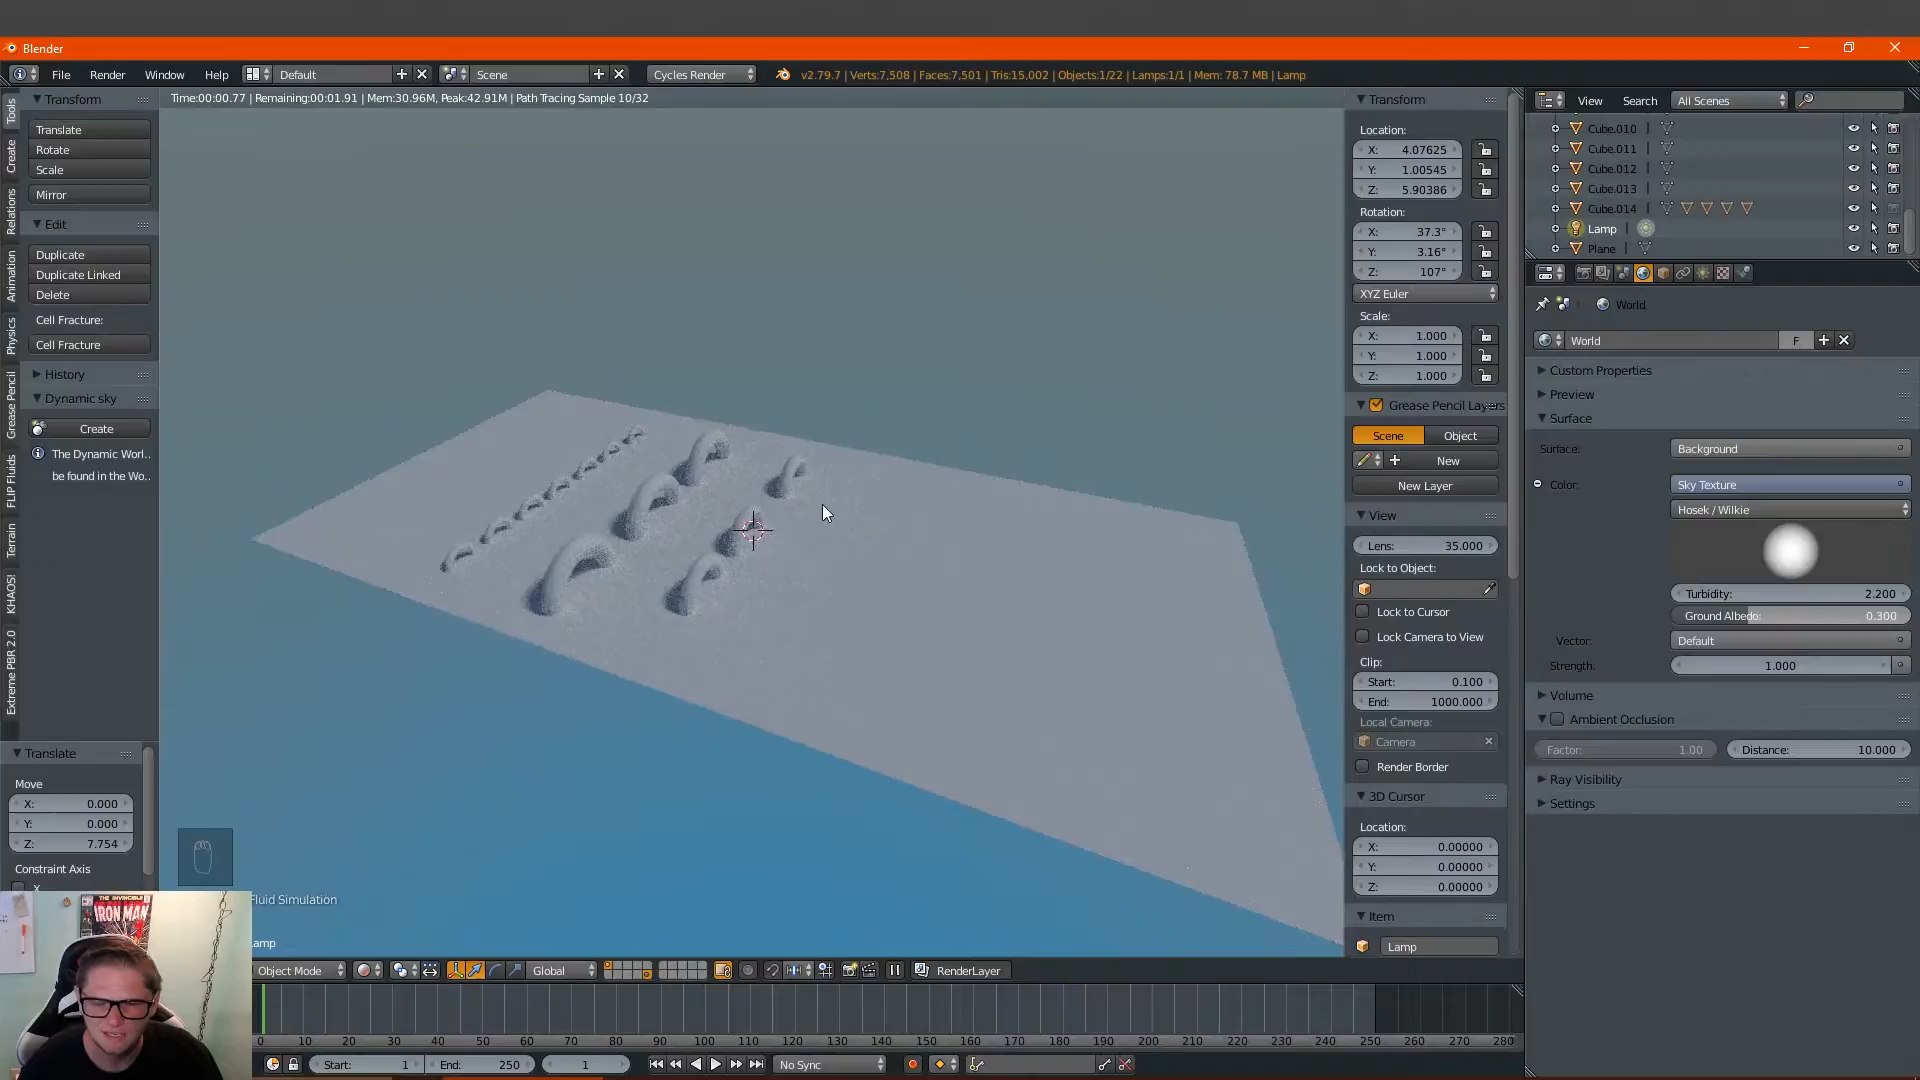 Blender
File Render Window Help Default Scene Cycles Render v2.79.7 | Verts:7,508 | Faces:7,501 | Tris:15,002 | Objects:1/22 | Lamps:1/1 | Mem: 78.7 MB | Lamp
Time:00:00.77 | Remaining:00:01.91 | Mem:30.96M, Peak:42.91M | Path Tracing Sample 10/32
Tools
Create
Relations
Animation
Physics
Grease Pencil
FLIP Fluids
Terrain
KHAOS!
Extreme PBR 2.0
Transform
Translate
Rotate
Scale
Mirror
Edit
Duplicate
Duplicate Linked
Delete
Cell Fracture:
Cell Fracture
History
Dynamic sky
Create
The Dynamic Worl..
be found in the Wo..
Translate
Move
X: 0.000
Y: 0.000
Z: 7.754
Constraint Axis
X
THE INVINCIBLE
IRON MAN
Fluid Simulation
amp
Transform
Location:
X: 4.07625
Y: 1.00545
Z: 5.90386
Rotation:
X: 37.3°
Y: 3.16°
Z: 107°
XYZ Euler
Scale:
X: 1.000
Y: 1.000
Z: 1.000
Grease Pencil Layers
Scene Object
New
New Layer
View
Lens: 35.000
Lock to Object:
Lock to Cursor
Lock Camera to View
Clip:
Start: 0.100
End: 1000.000
Local Camera:
Camera
Render Border
3D Cursor
Location:
X: 0.00000
Y: 0.00000
Z: 0.00000
Item
Lamp
View Search All Scenes
Cube.010
Cube.011
Cube.012
Cube.013
Cube.014
Lamp
Plane
World
World F
Custom Properties
Preview
Surface
Surface: Background
Color: Sky Texture
Hosek / Wilkie
Turbidity: 2.200
Ground Albedo: 0.300
Vector: Default
Strength: 1.000
Volume
Ambient Occlusion
Factor: 1.00 Distance: 10.000
Ray Visibility
Settings
Object Mode Global RenderLayer
0 10 20 30 40 50 60 70 80 90 100 110 120 130 140 150 160 170 180 190 200 210 220 230 240 250 260 270 280
Start: 1 End: 250 1 No Sync